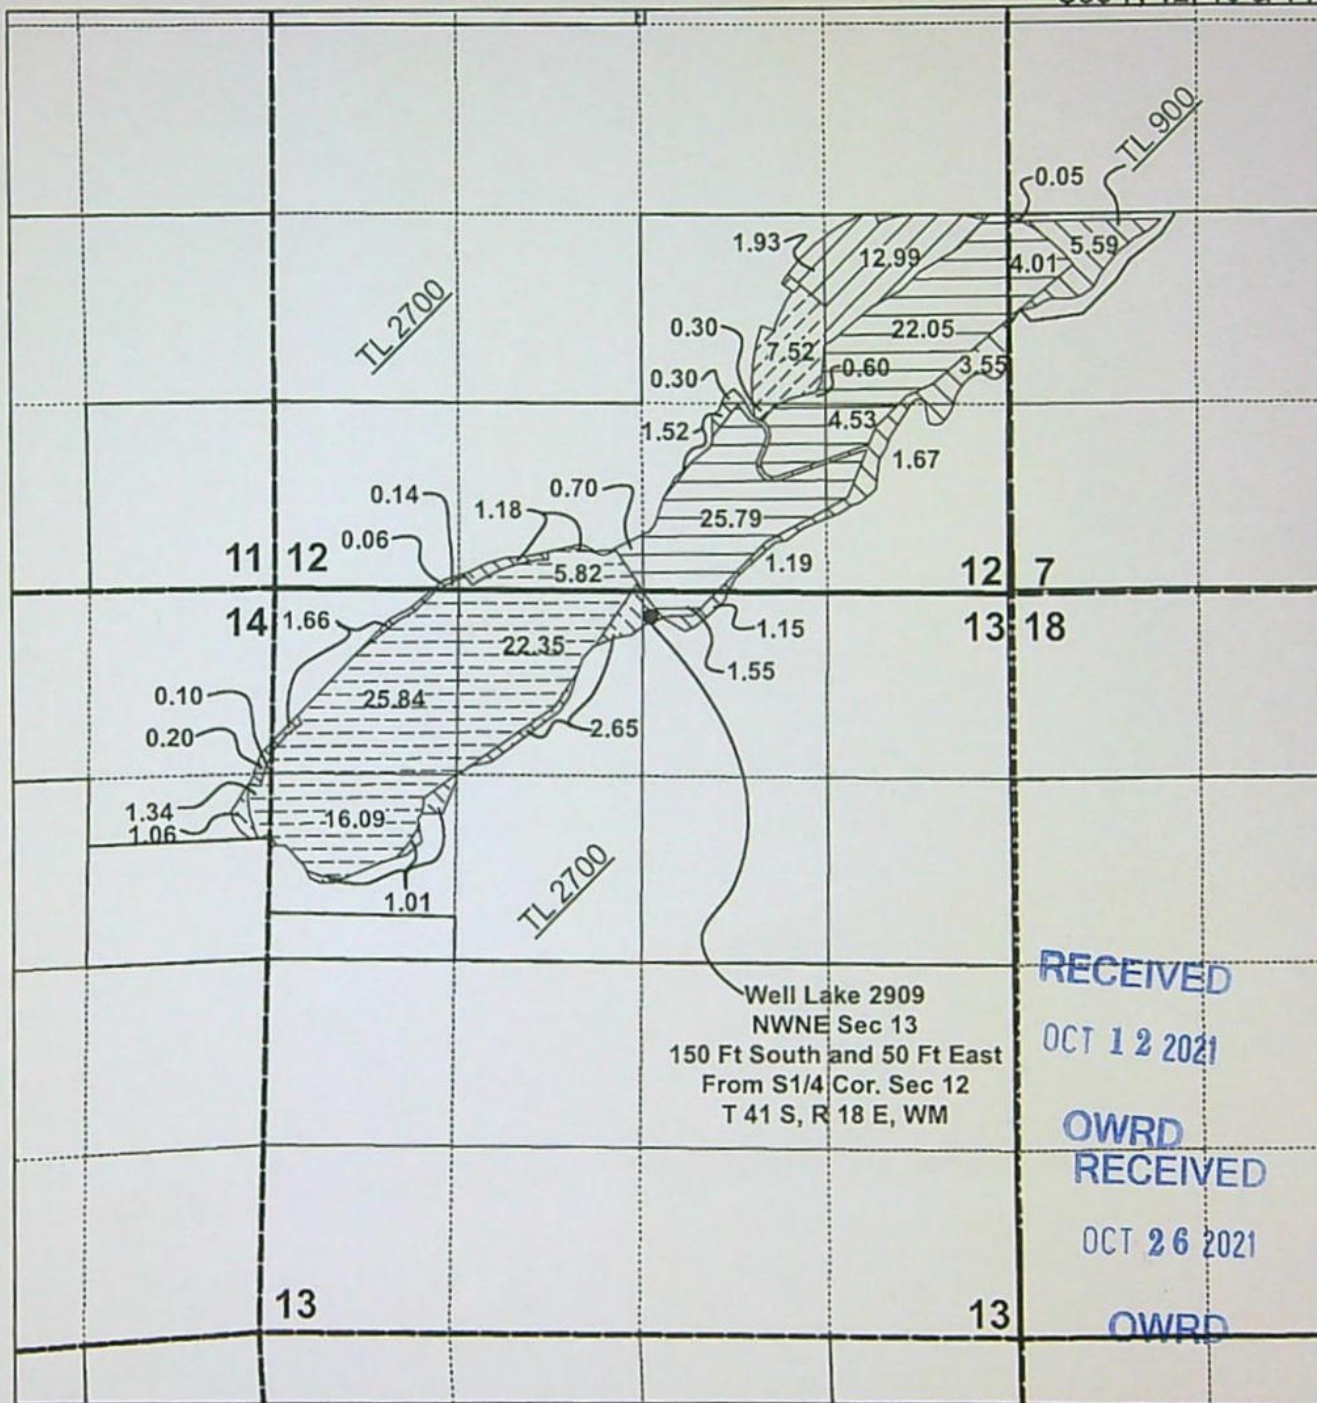 TL 900
0.05
1.93
12.99
5.59
4.01
TL 2700
0.30
22.05
7.52
0.60
3.55
0.30
4.53
1.52
1.67
0.14
0.70
1.18
25.79
0.06
11 12
5.82
1.19
12 7
14
1.66
13 18
22.35
1.15
1.55
0.10
25.84
0.20
2.65
1.34
16.09
1.06
TL 2700
1.01
Well Lake 2909
NWNE Sec 13
150 Ft South and 50 Ft East
From S1/4 Cor. Sec 12
T 41 S, R 18 E, WM
RECEIVED
OCT 12 2021
OWRD
RECEIVED
OCT 26 2021
OWRD
13
13